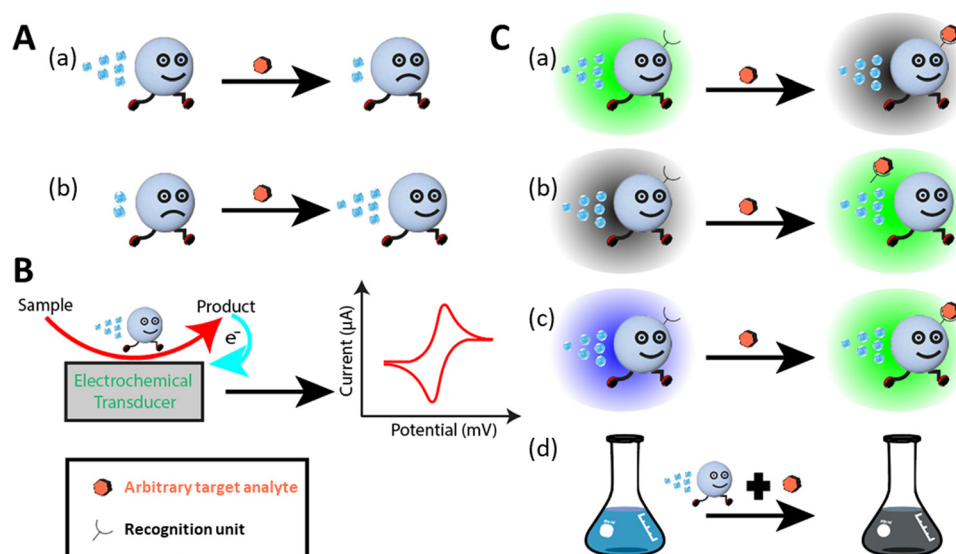 A
(a)
(b)
B
Sample
Product
e⁻
Electrochemical
Transducer
Current (µA)
Potential (mV)
Arbitrary target analyte
Recognition unit
C
(a)
(b)
(c)
(d)